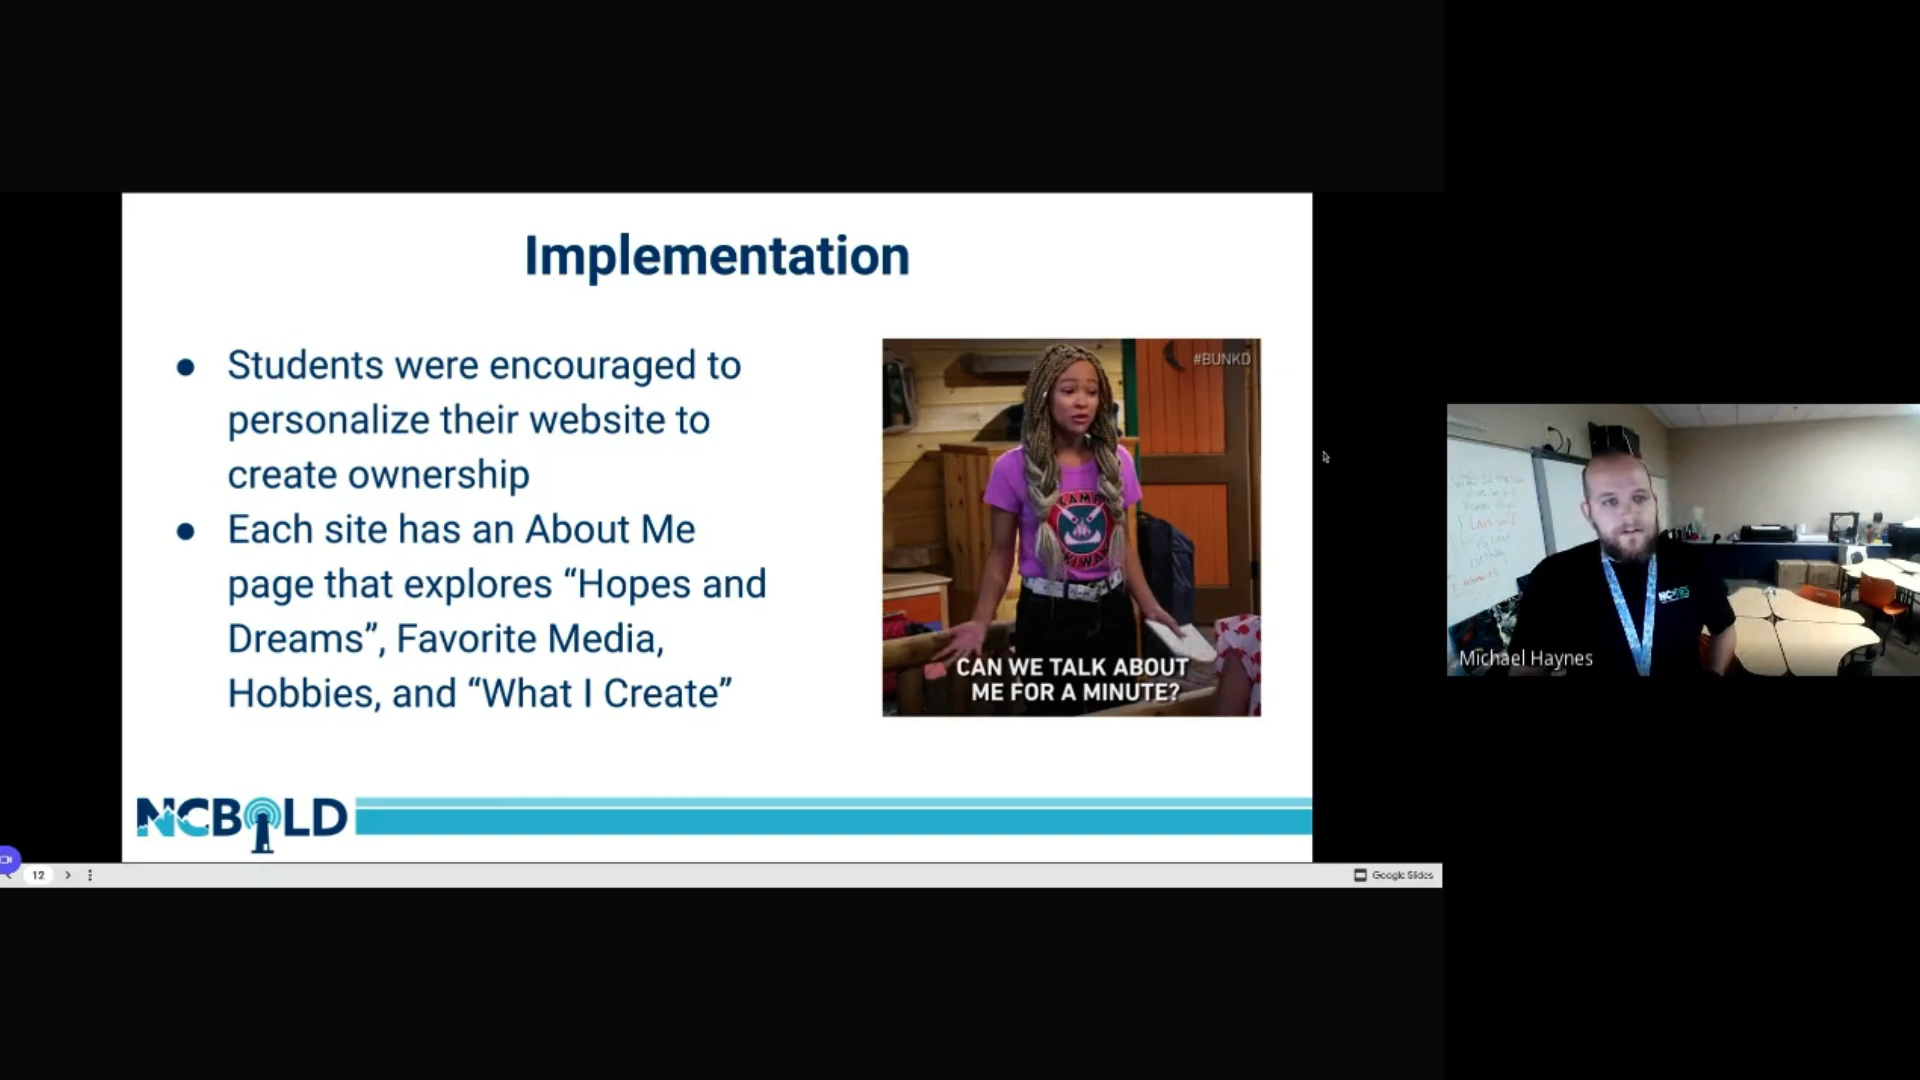 Implementation
● Students were encouraged to
personalize their website to
create ownership
● Each site has an About Me
page that explores “Hopes and
Dreams”, Favorite Media,
Hobbies, and “What I Create”
#BUNKD
CAMP
KIWAWA
CAN WE TALK ABOUT
ME FOR A MINUTE?
NCBOLD
12
Google Slides
Michael Haynes